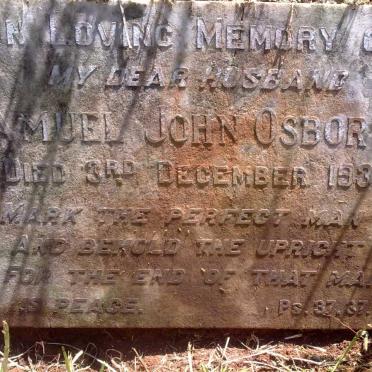 N LOVING MEMORY O
MY DEAR HUSBAND
MUEL JOHN OSBOR
DIED 3RD DECEMBER 193
MARK THE PERFECT MAN
AND BEHOLD THE UPRIGHT
FOR THE END OF THAT MA
IS PEACE. PS. 37.37.